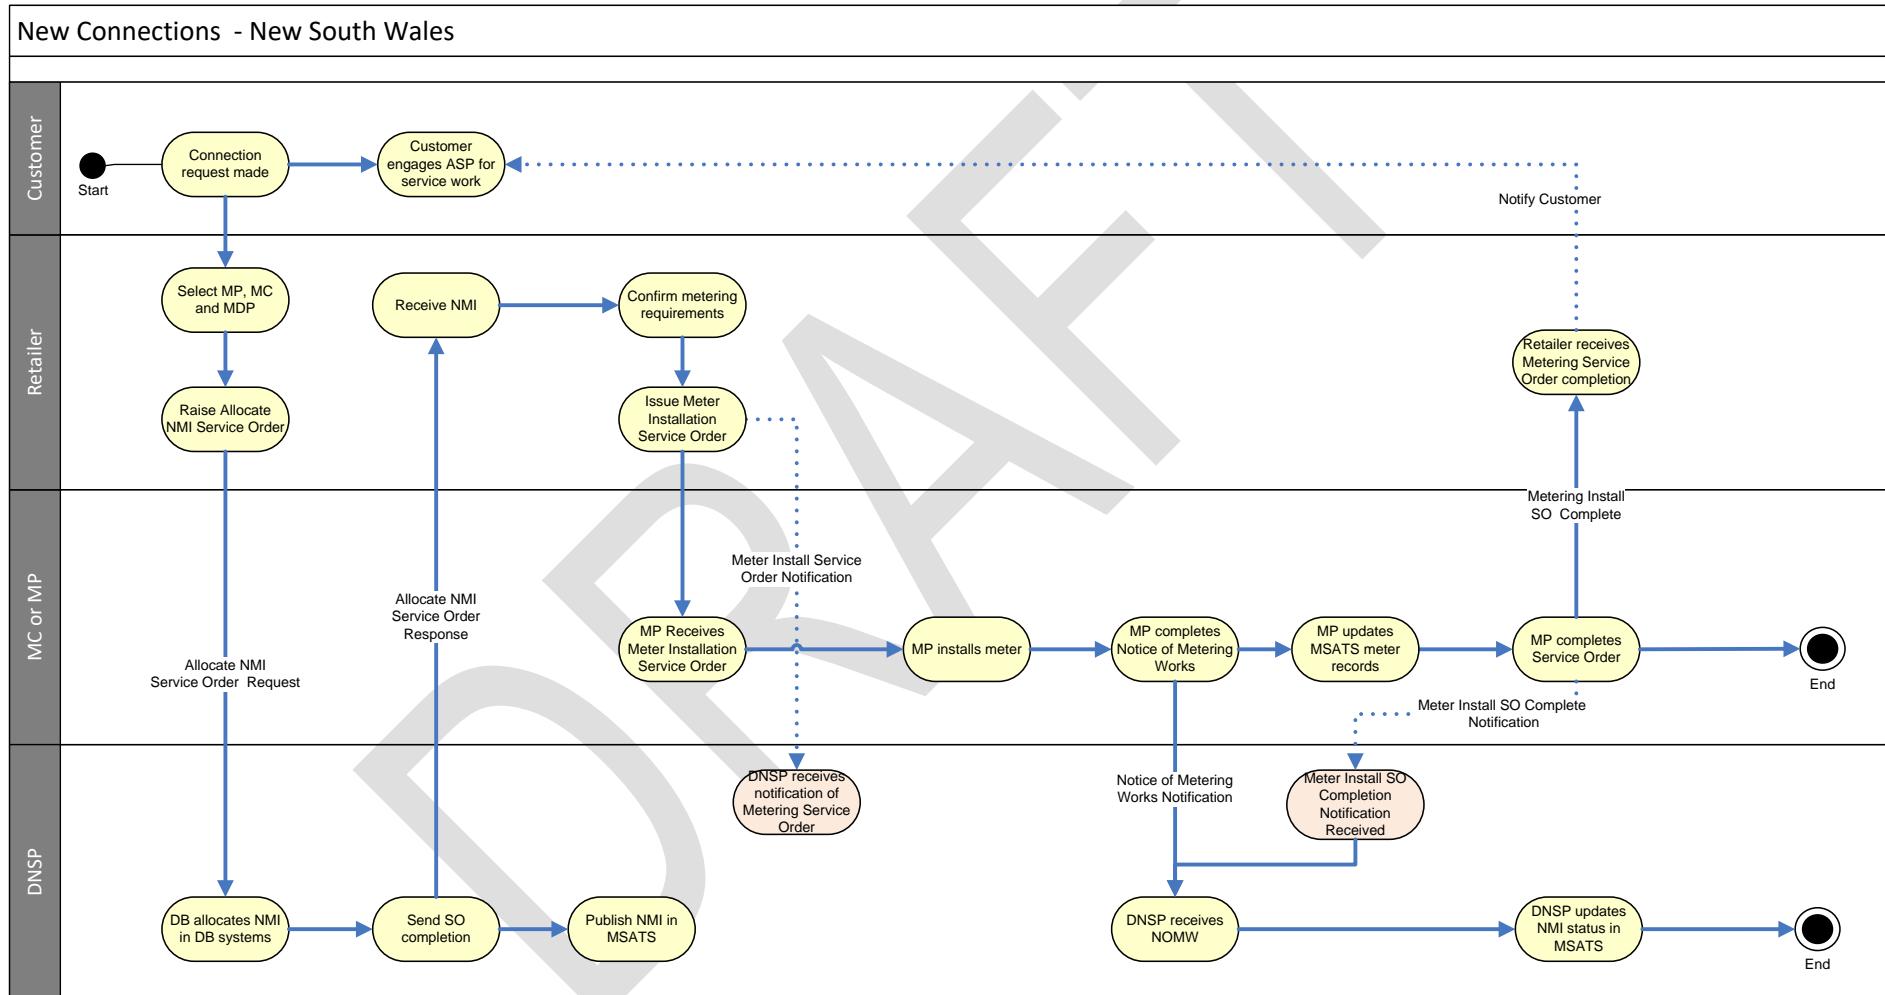 New Connections - New South Wales
Customer
Start
Connection
request made
Customer
engages ASP for
service work
Notify Customer
Retailer
Select MP, MC
and MDP
Receive NMI
Confirm metering
requirements
Retailer receives
Metering Service
Order completion
Raise Allocate
NMI Service Order
Issue Meter
Installation
Service Order
MC or MP
Metering Install
SO Complete
Meter Install Service
Order Notification
Allocate NMI
Service Order
Response
Allocate NMI
Service Order Request
MP Receives
Meter Installation
Service Order
MP installs meter
MP completes
Notice of Metering
Works
MP updates
MSATS meter
records
MP completes
Service Order
End
Meter Install SO Complete
Notification
DNSP
DNSP receives
notification of
Metering Service
Order
Notice of Metering
Works Notification
Meter Install SO
Completion
Notification
Received
DB allocates NMI
in DB systems
Send SO
completion
Publish NMI in
MSATS
DNSP receives
NOMW
DNSP updates
NMI status in
MSATS
End
DRAFT